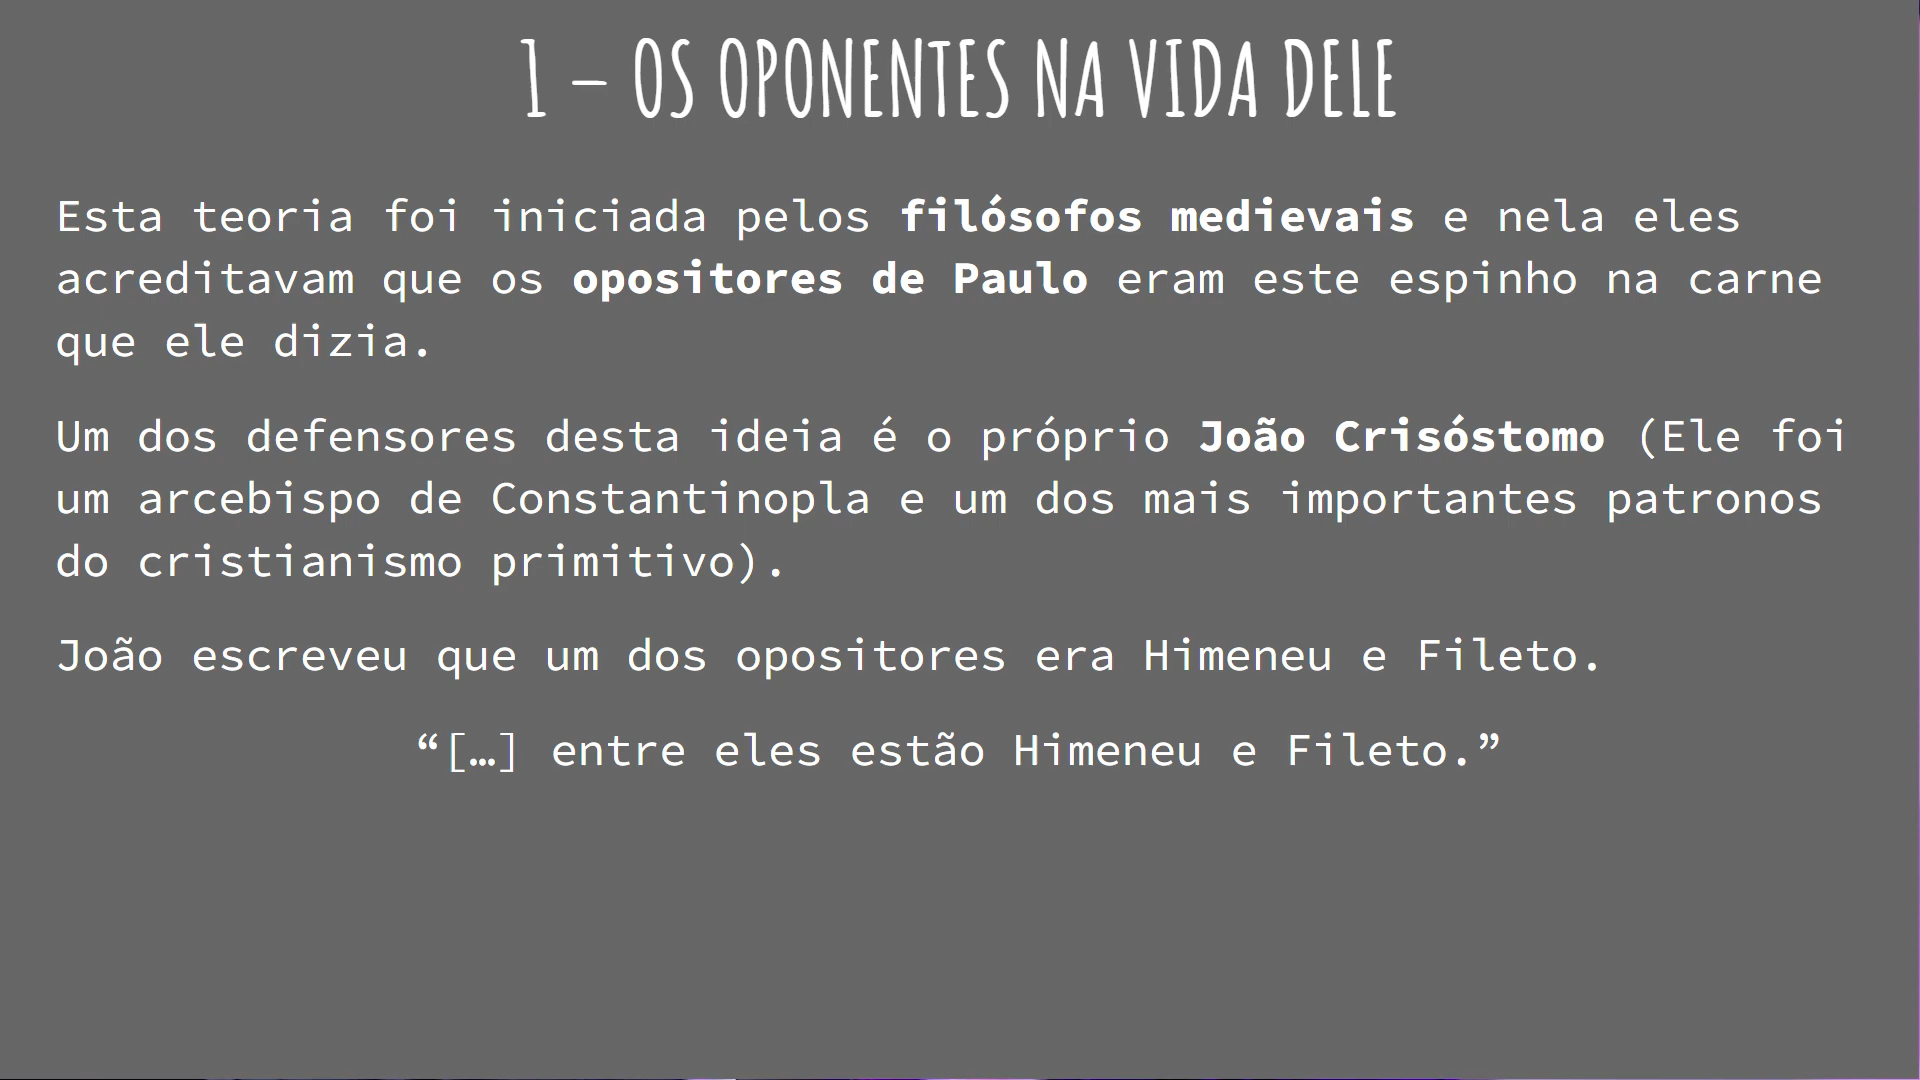 1 – OS OPONENTES NA VIDA DELE
Esta teoria foi iniciada pelos filósofos medievais e nela eles
acreditavam que os opositores de Paulo eram este espinho na carne
que ele dizia.
Um dos defensores desta ideia é o próprio João Crisóstomo (Ele foi
um arcebispo de Constantinopla e um dos mais importantes patronos
do cristianismo primitivo).
João escreveu que um dos opositores era Himeneu e Fileto.
“[…] entre eles estão Himeneu e Fileto.”